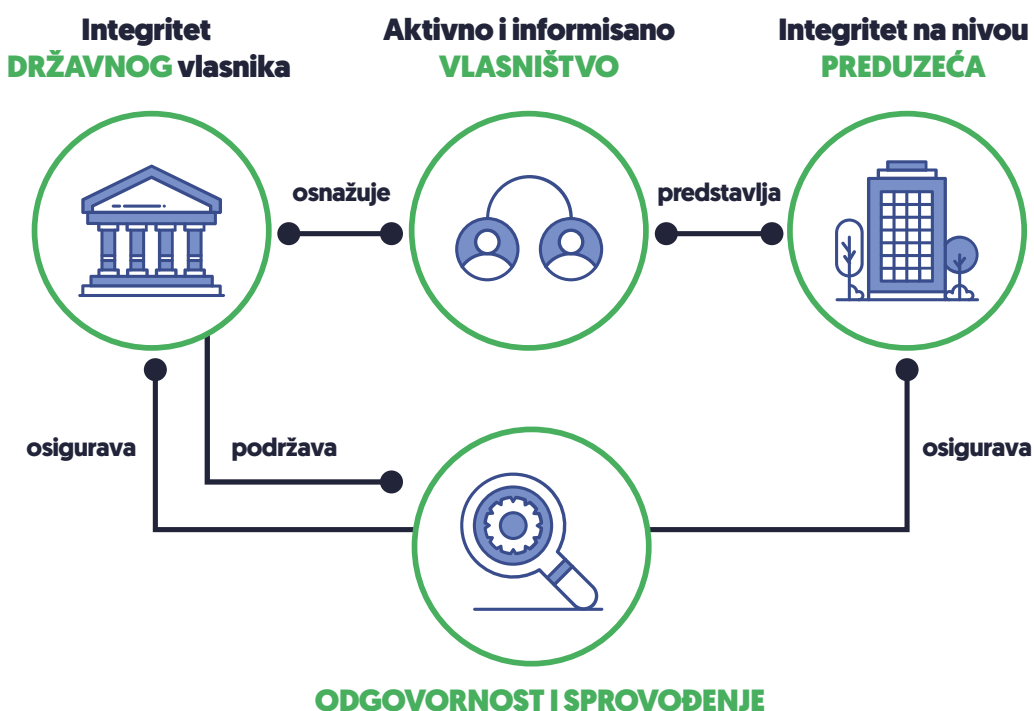 Integritet
DRŽAVNOG vlasnika
Aktivno i informisano
VLASNIŠTVO
Integritet na nivou
PREDUZEĆA
osnažuje
predstavlja
osigurava
podržava
osigurava
ODGOVORNOST I SPROVOĐENJE